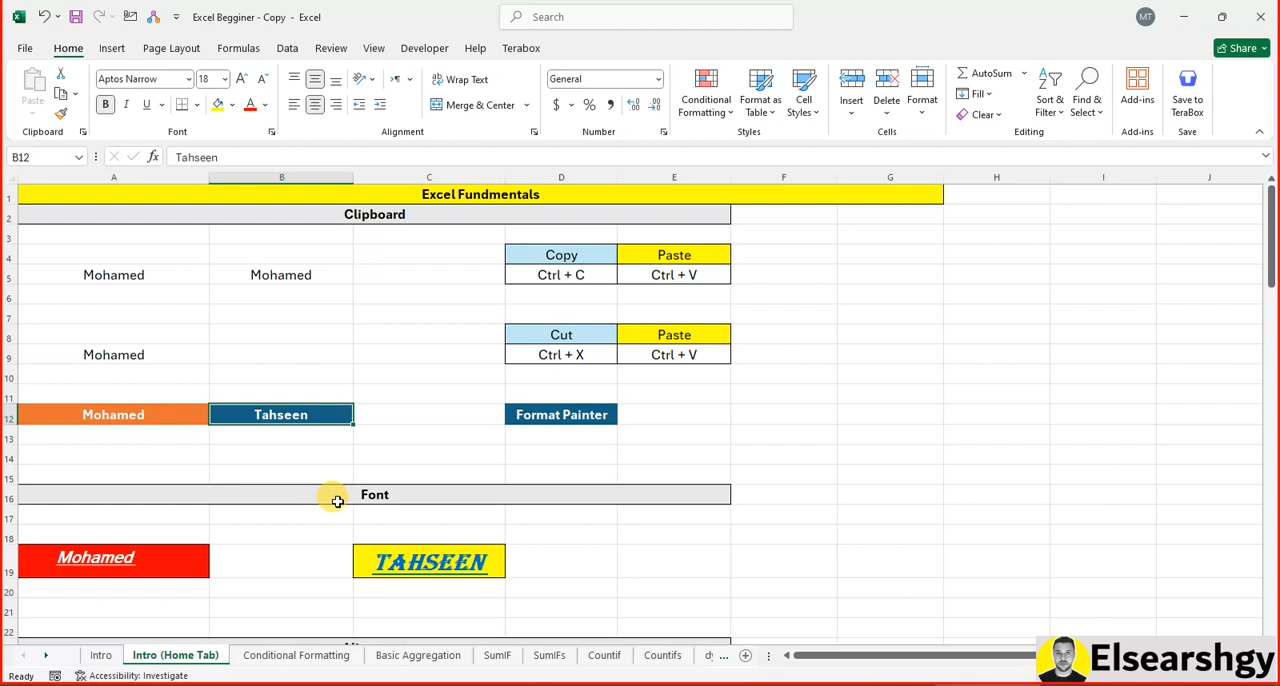 Excel Begginer - Copy - Excel
Search
MT
File Home Insert Page Layout Formulas Data Review View Developer Help Terabox
Share
Paste
Clipboard
Aptos Narrow 18
B I U
Font
Wrap Text
Merge & Center
Alignment
General
$ % ,
Number
Conditional Formatting
Format as Table
Cell Styles
Styles
Insert Delete Format
Cells
AutoSum
Fill
Clear
Sort & Filter
Find & Select
Editing
Add-ins
Add-ins
Save to TeraBox
Save
B12
fx
Tahseen
A B C D E F G H I J
1 Excel Fundmentals
2 Clipboard
3
4 Copy Paste
5 Mohamed Mohamed Ctrl + C Ctrl + V
6
7
8 Cut Paste
9 Mohamed Ctrl + X Ctrl + V
10
11
12 Mohamed Tahseen Format Painter
13
14
15
16 Font
17
18
19 Mohamed TAHSEEN
20
21
22
Intro Intro (Home Tab) Conditional Formatting Basic Aggregation SumIF SumIFs Countif Countifs
Ready Accessibility: Investigate
Elsearshgy